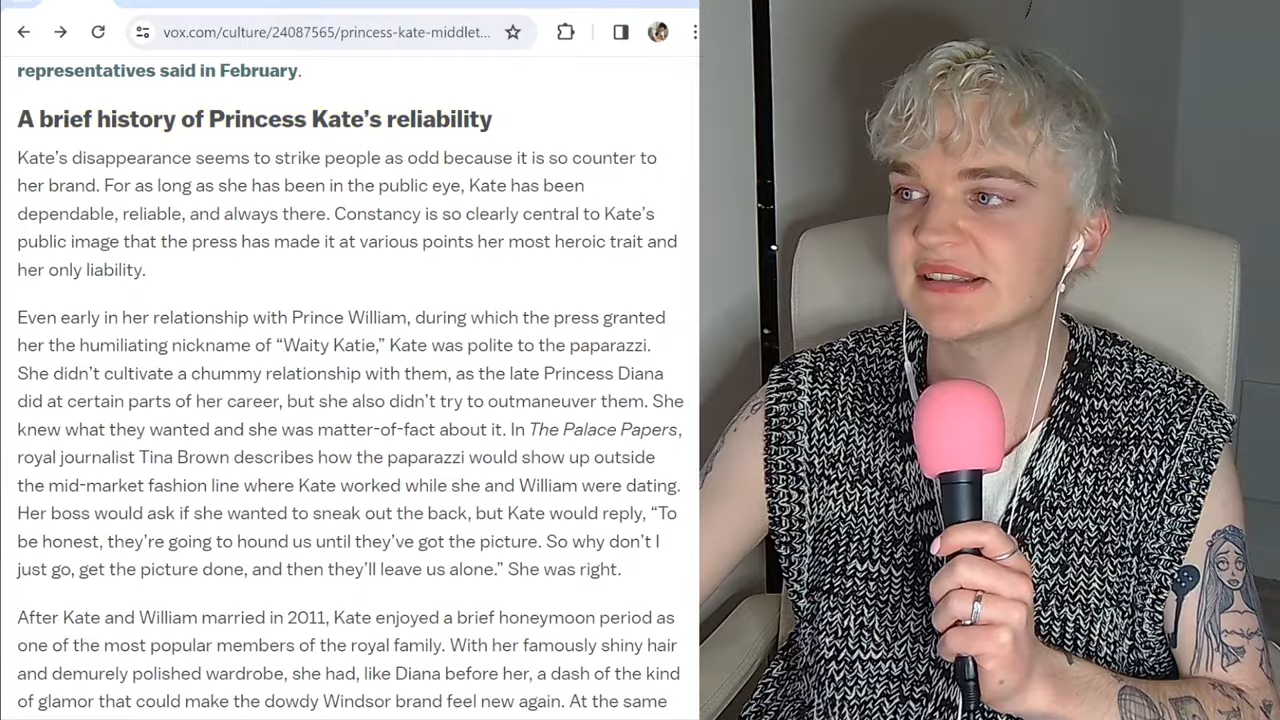 vox.com/culture/24087565/princess-kate-middlet...
representatives said in February.
A brief history of Princess Kate’s reliability
Kate’s disappearance seems to strike people as odd because it is so counter to
her brand. For as long as she has been in the public eye, Kate has been
dependable, reliable, and always there. Constancy is so clearly central to Kate’s
public image that the press has made it at various points her most heroic trait and
her only liability.
Even early in her relationship with Prince William, during which the press granted
her the humiliating nickname of “Waity Katie,” Kate was polite to the paparazzi.
She didn’t cultivate a chummy relationship with them, as the late Princess Diana
did at certain parts of her career, but she also didn’t try to outmaneuver them. She
knew what they wanted and she was matter-of-fact about it. In The Palace Papers,
royal journalist Tina Brown describes how the paparazzi would show up outside
the mid-market fashion line where Kate worked while she and William were dating.
Her boss would ask if she wanted to sneak out the back, but Kate would reply, “To
be honest, they’re going to hound us until they’ve got the picture. So why don’t I
just go, get the picture done, and then they’ll leave us alone.” She was right.
After Kate and William married in 2011, Kate enjoyed a brief honeymoon period as
one of the most popular members of the royal family. With her famously shiny hair
and demurely polished wardrobe, she had, like Diana before her, a dash of the kind
of glamor that could make the dowdy Windsor brand feel new again. At the same